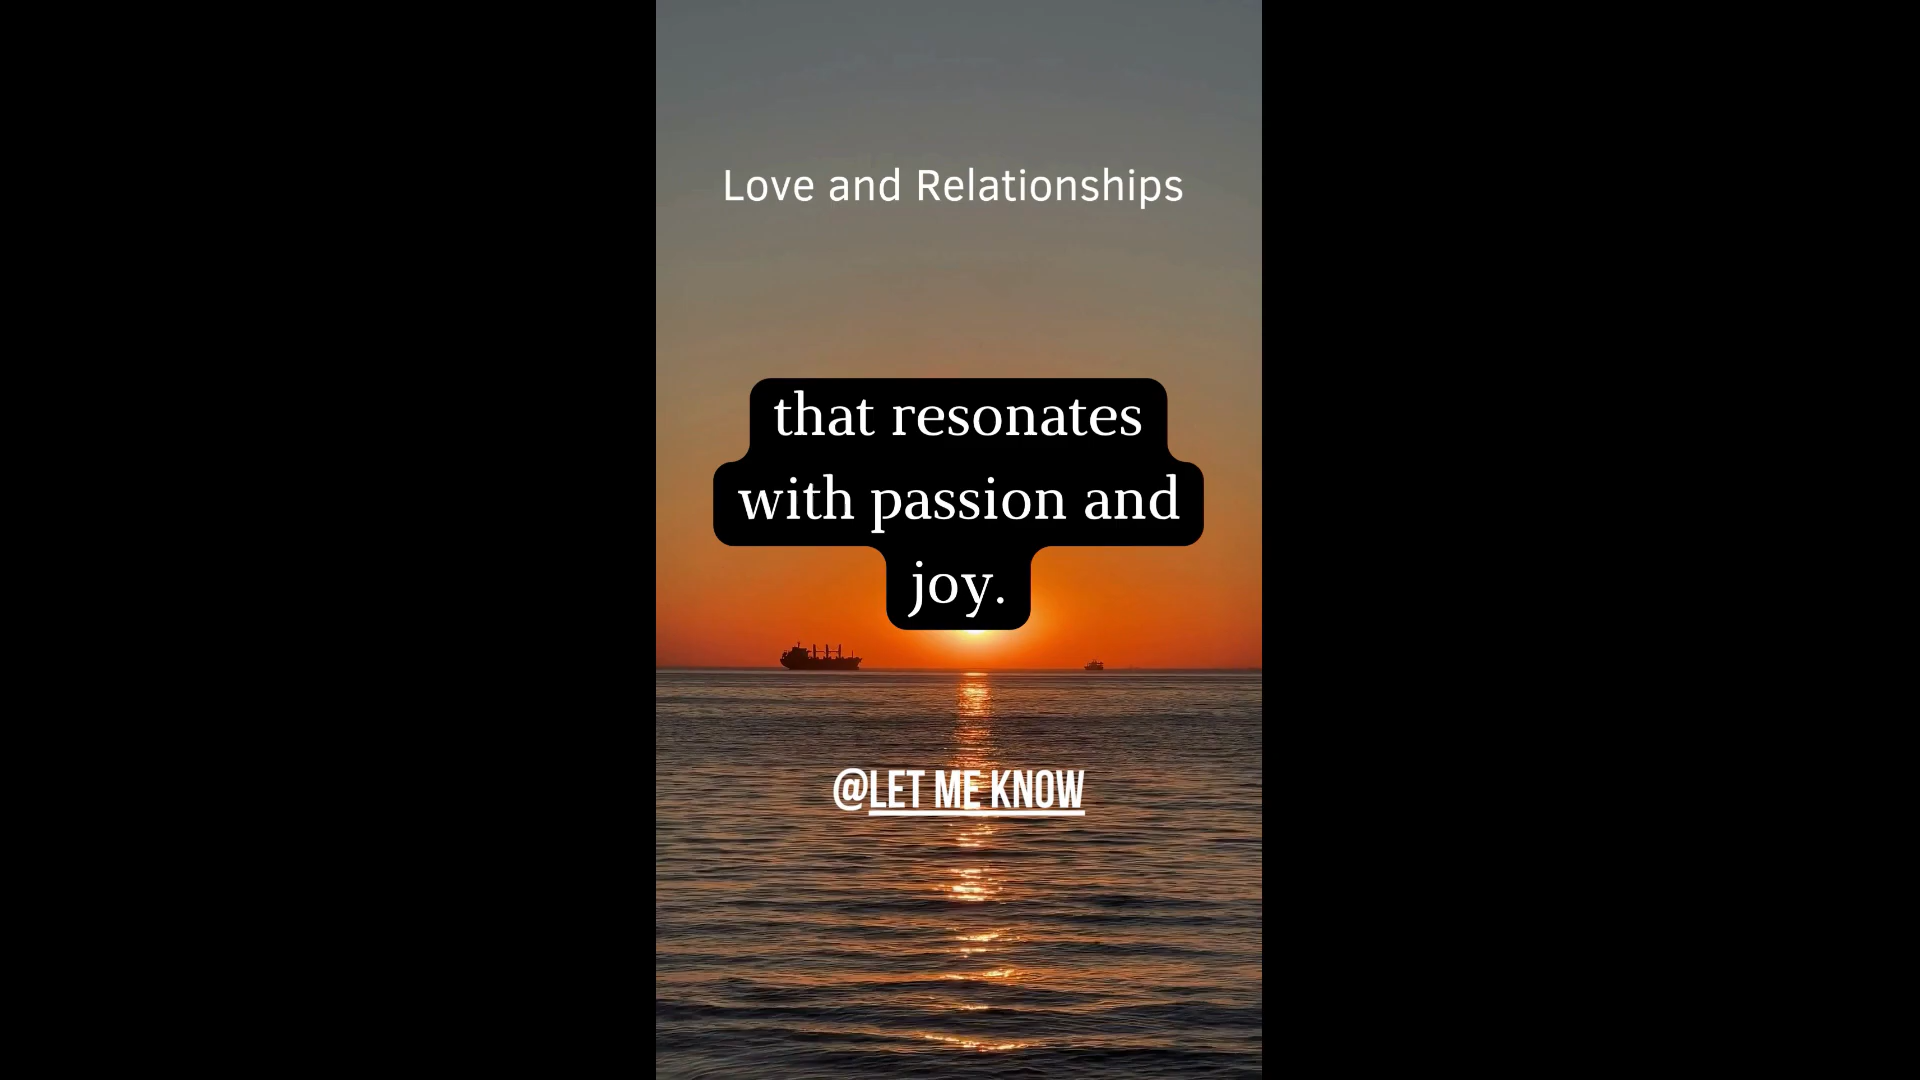 Love and Relationships
that resonates
with passion and
joy.
@LET ME KNOW